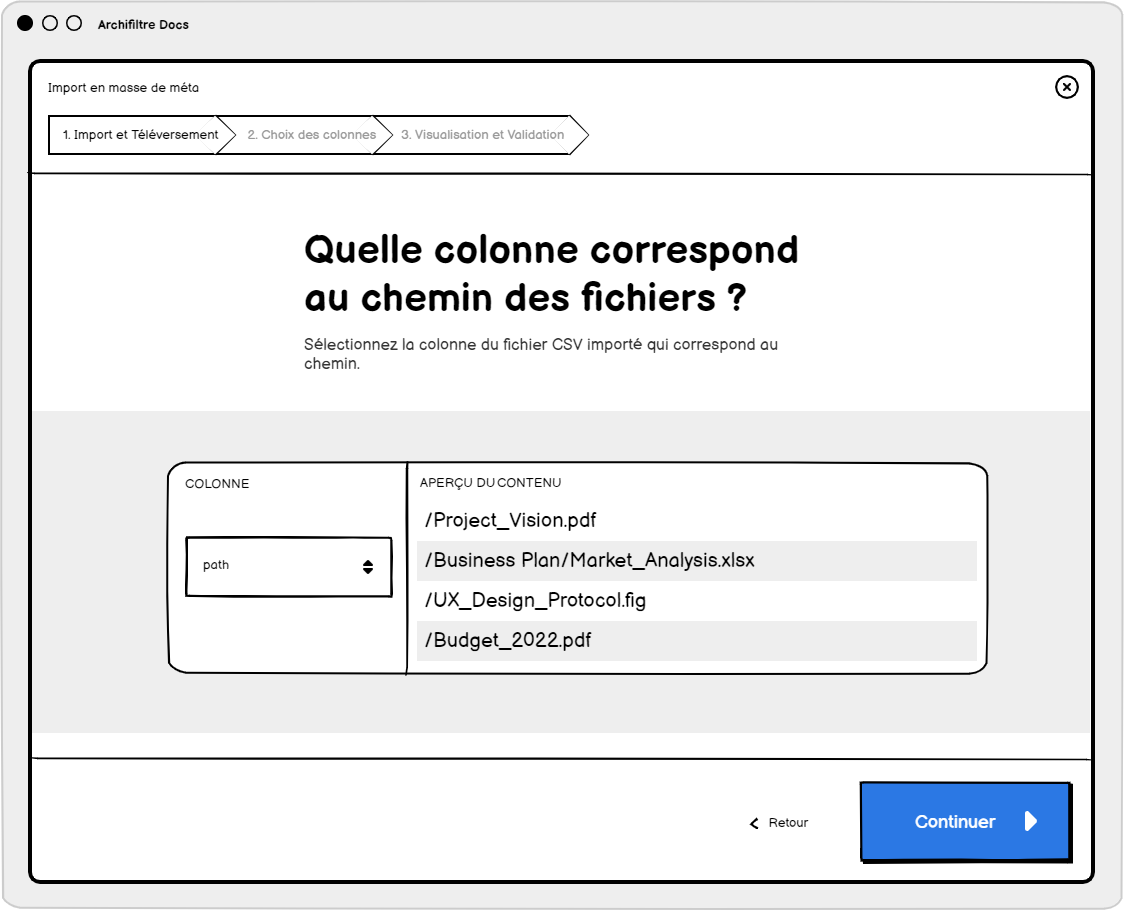 Archifiltre Docs
Import en masse de méta
1. Import et Téléversement
2. Choix des colonnes
3. Visualisation et Validation
Quelle colonne correspond
au chemin des fichiers ?
Sélectionnez la colonne du fichier CSV importé qui correspond au
chemin.
COLONNE
path
APERÇU DU CONTENU
/Project_Vision.pdf
/Business Plan/Market_Analysis.xlsx
/UX_Design_Protocol.fig
/Budget_2022.pdf
Retour
Continuer